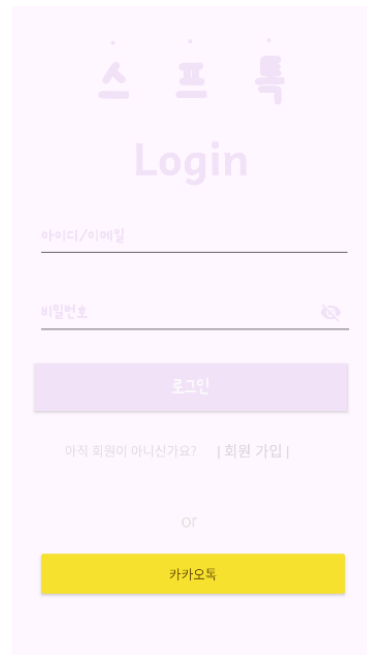 스 프 톡
Login
아이디/이메일
비밀번호
로그인
아직 회원이 아니신가요? | 회원 가입 |
or
카카오톡